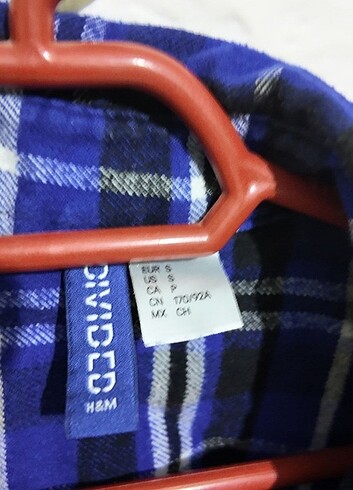 DIVIDED
H&M
EUR S
US S
CA P
CN 170/92A
MX CH